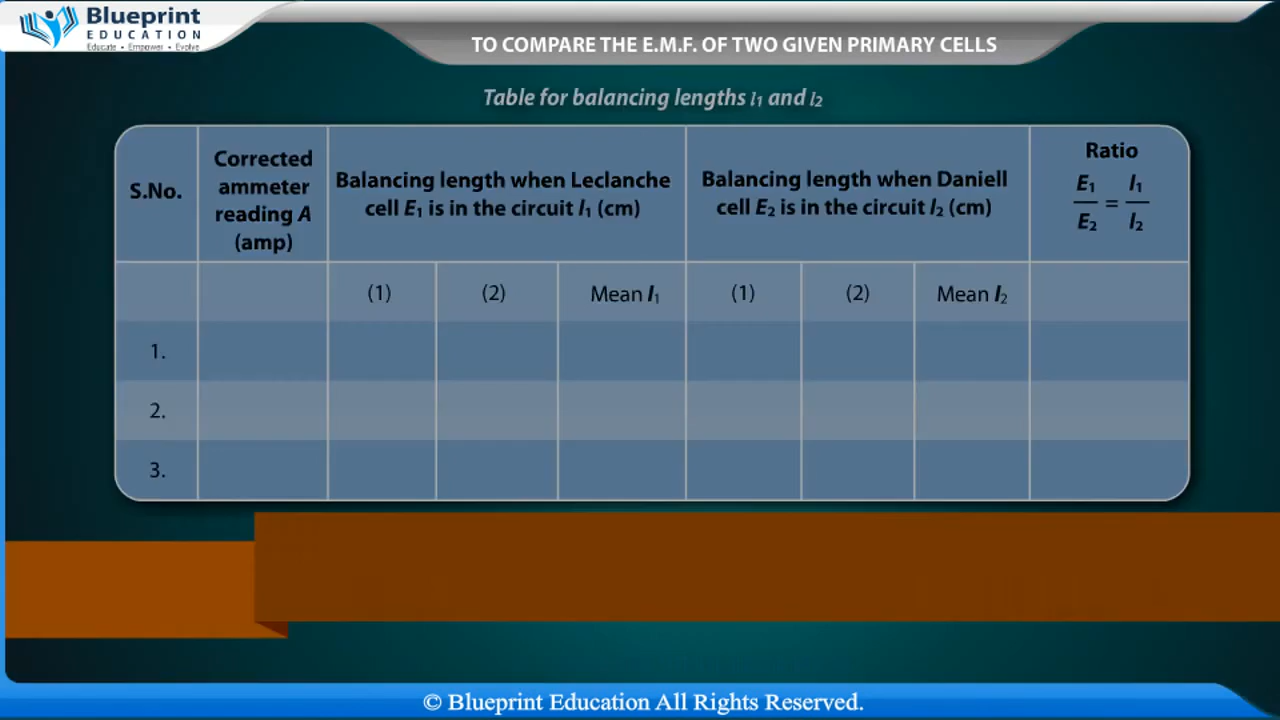 Blueprint
EDUCATION
Educate • Empower • Evolve
TO COMPARE THE E.M.F. OF TWO GIVEN PRIMARY CELLS
Table for balancing lengths l₁ and l₂
S.No.
Corrected
ammeter
reading A
(amp)
Balancing length when Leclanche
cell E₁ is in the circuit l₁ (cm)
Balancing length when Daniell
cell E₂ is in the circuit l₂ (cm)
Ratio
E₁/E₂ = l₁/l₂
(1) (2) Mean l₁ (1) (2) Mean l₂
1.
2.
3.
© Blueprint Education All Rights Reserved.